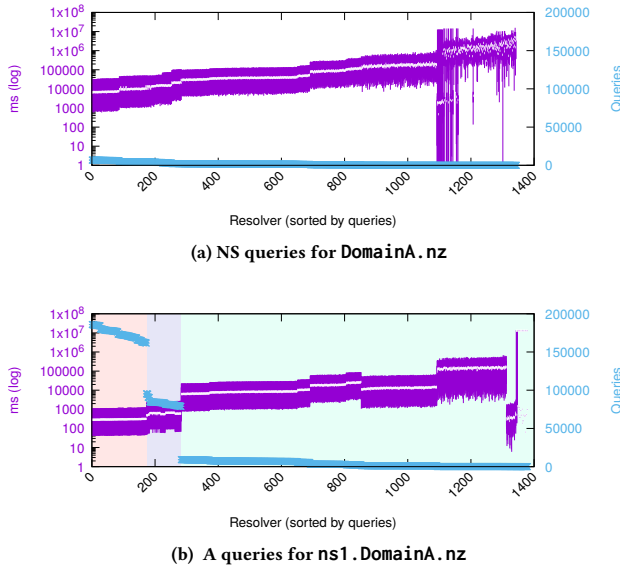 1x10^8
1x10^7
1x10^6
100000
10000
1000
100
10
1
ms (log)
200000
150000
100000
50000
0
Queries
0 200 400 600 800 1000 1200 1400
Resolver (sorted by queries)
(a) NS queries for DomainA.nz
1x10^8
1x10^7
1x10^6
100000
10000
1000
100
10
1
ms (log)
200000
150000
100000
50000
0
Queries
0 200 400 600 800 1000 1200 1400
Resolver (sorted by queries)
(b) A queries for ns1.DomainA.nz